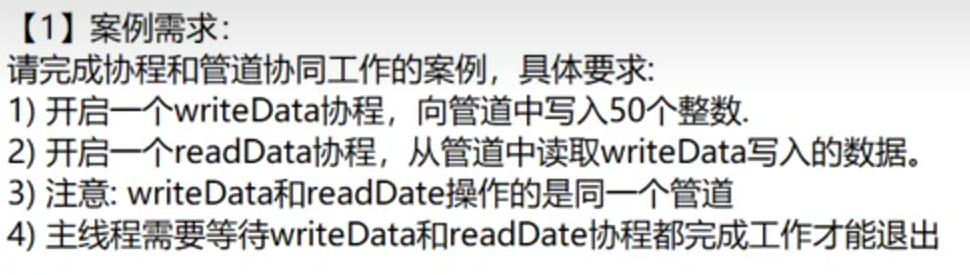 【1】案例需求：
请完成协程和管道协同工作的案例，具体要求:
1) 开启一个writeData协程，向管道中写入50个整数.
2) 开启一个readData协程，从管道中读取writeData写入的数据。
3) 注意: writeData和readDate操作的是同一个管道
4) 主线程需要等待writeData和readDate协程都完成工作才能退出